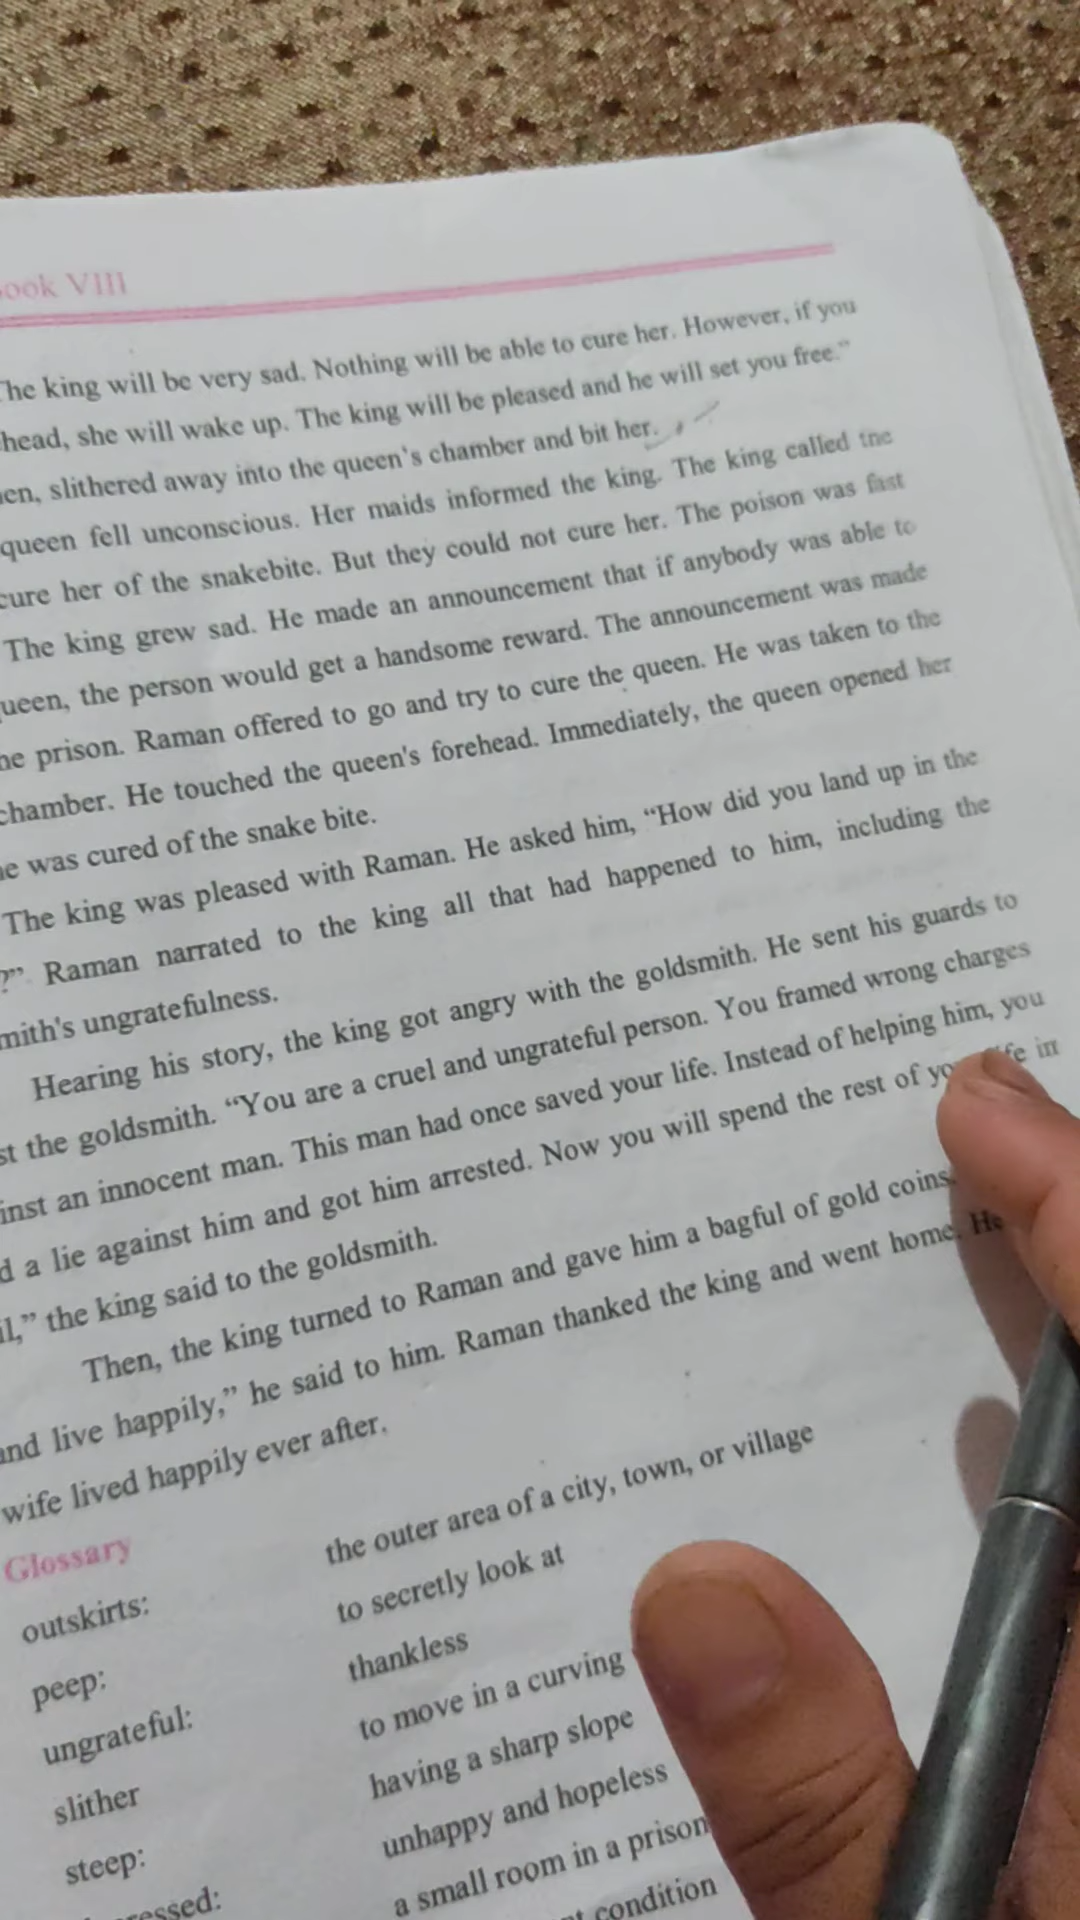 ook VIII
The king will be very sad. Nothing will be able to cure her. However, if you
head, she will wake up. The king will be pleased and he will set you free."
en, slithered away into the queen's chamber and bit her.
queen fell unconscious. Her maids informed the king. The king called the
cure her of the snakebite. But they could not cure her. The poison was fast
The king grew sad. He made an announcement that if anybody was able to
ueen, the person would get a handsome reward. The announcement was made
he prison. Raman offered to go and try to cure the queen. He was taken to the
chamber. He touched the queen's forehead. Immediately, the queen opened her
he was cured of the snake bite.
The king was pleased with Raman. He asked him, "How did you land up in the
?" Raman narrated to the king all that had happened to him, including the
mith's ungratefulness.
Hearing his story, the king got angry with the goldsmith. He sent his guards to
st the goldsmith. "You are a cruel and ungrateful person. You framed wrong charges
inst an innocent man. This man had once saved your life. Instead of helping him, you
d a lie against him and got him arrested. Now you will spend the rest of yo fe in
il," the king said to the goldsmith.
Then, the king turned to Raman and gave him a bagful of gold coins.
and live happily," he said to him. Raman thanked the king and went home. He
wife lived happily ever after.
Glossary
outskirts: the outer area of a city, town, or village
peep: to secretly look at
ungrateful: thankless
slither to move in a curving
steep: having a sharp slope
ressed: unhappy and hopeless
a small room in a prison
condition